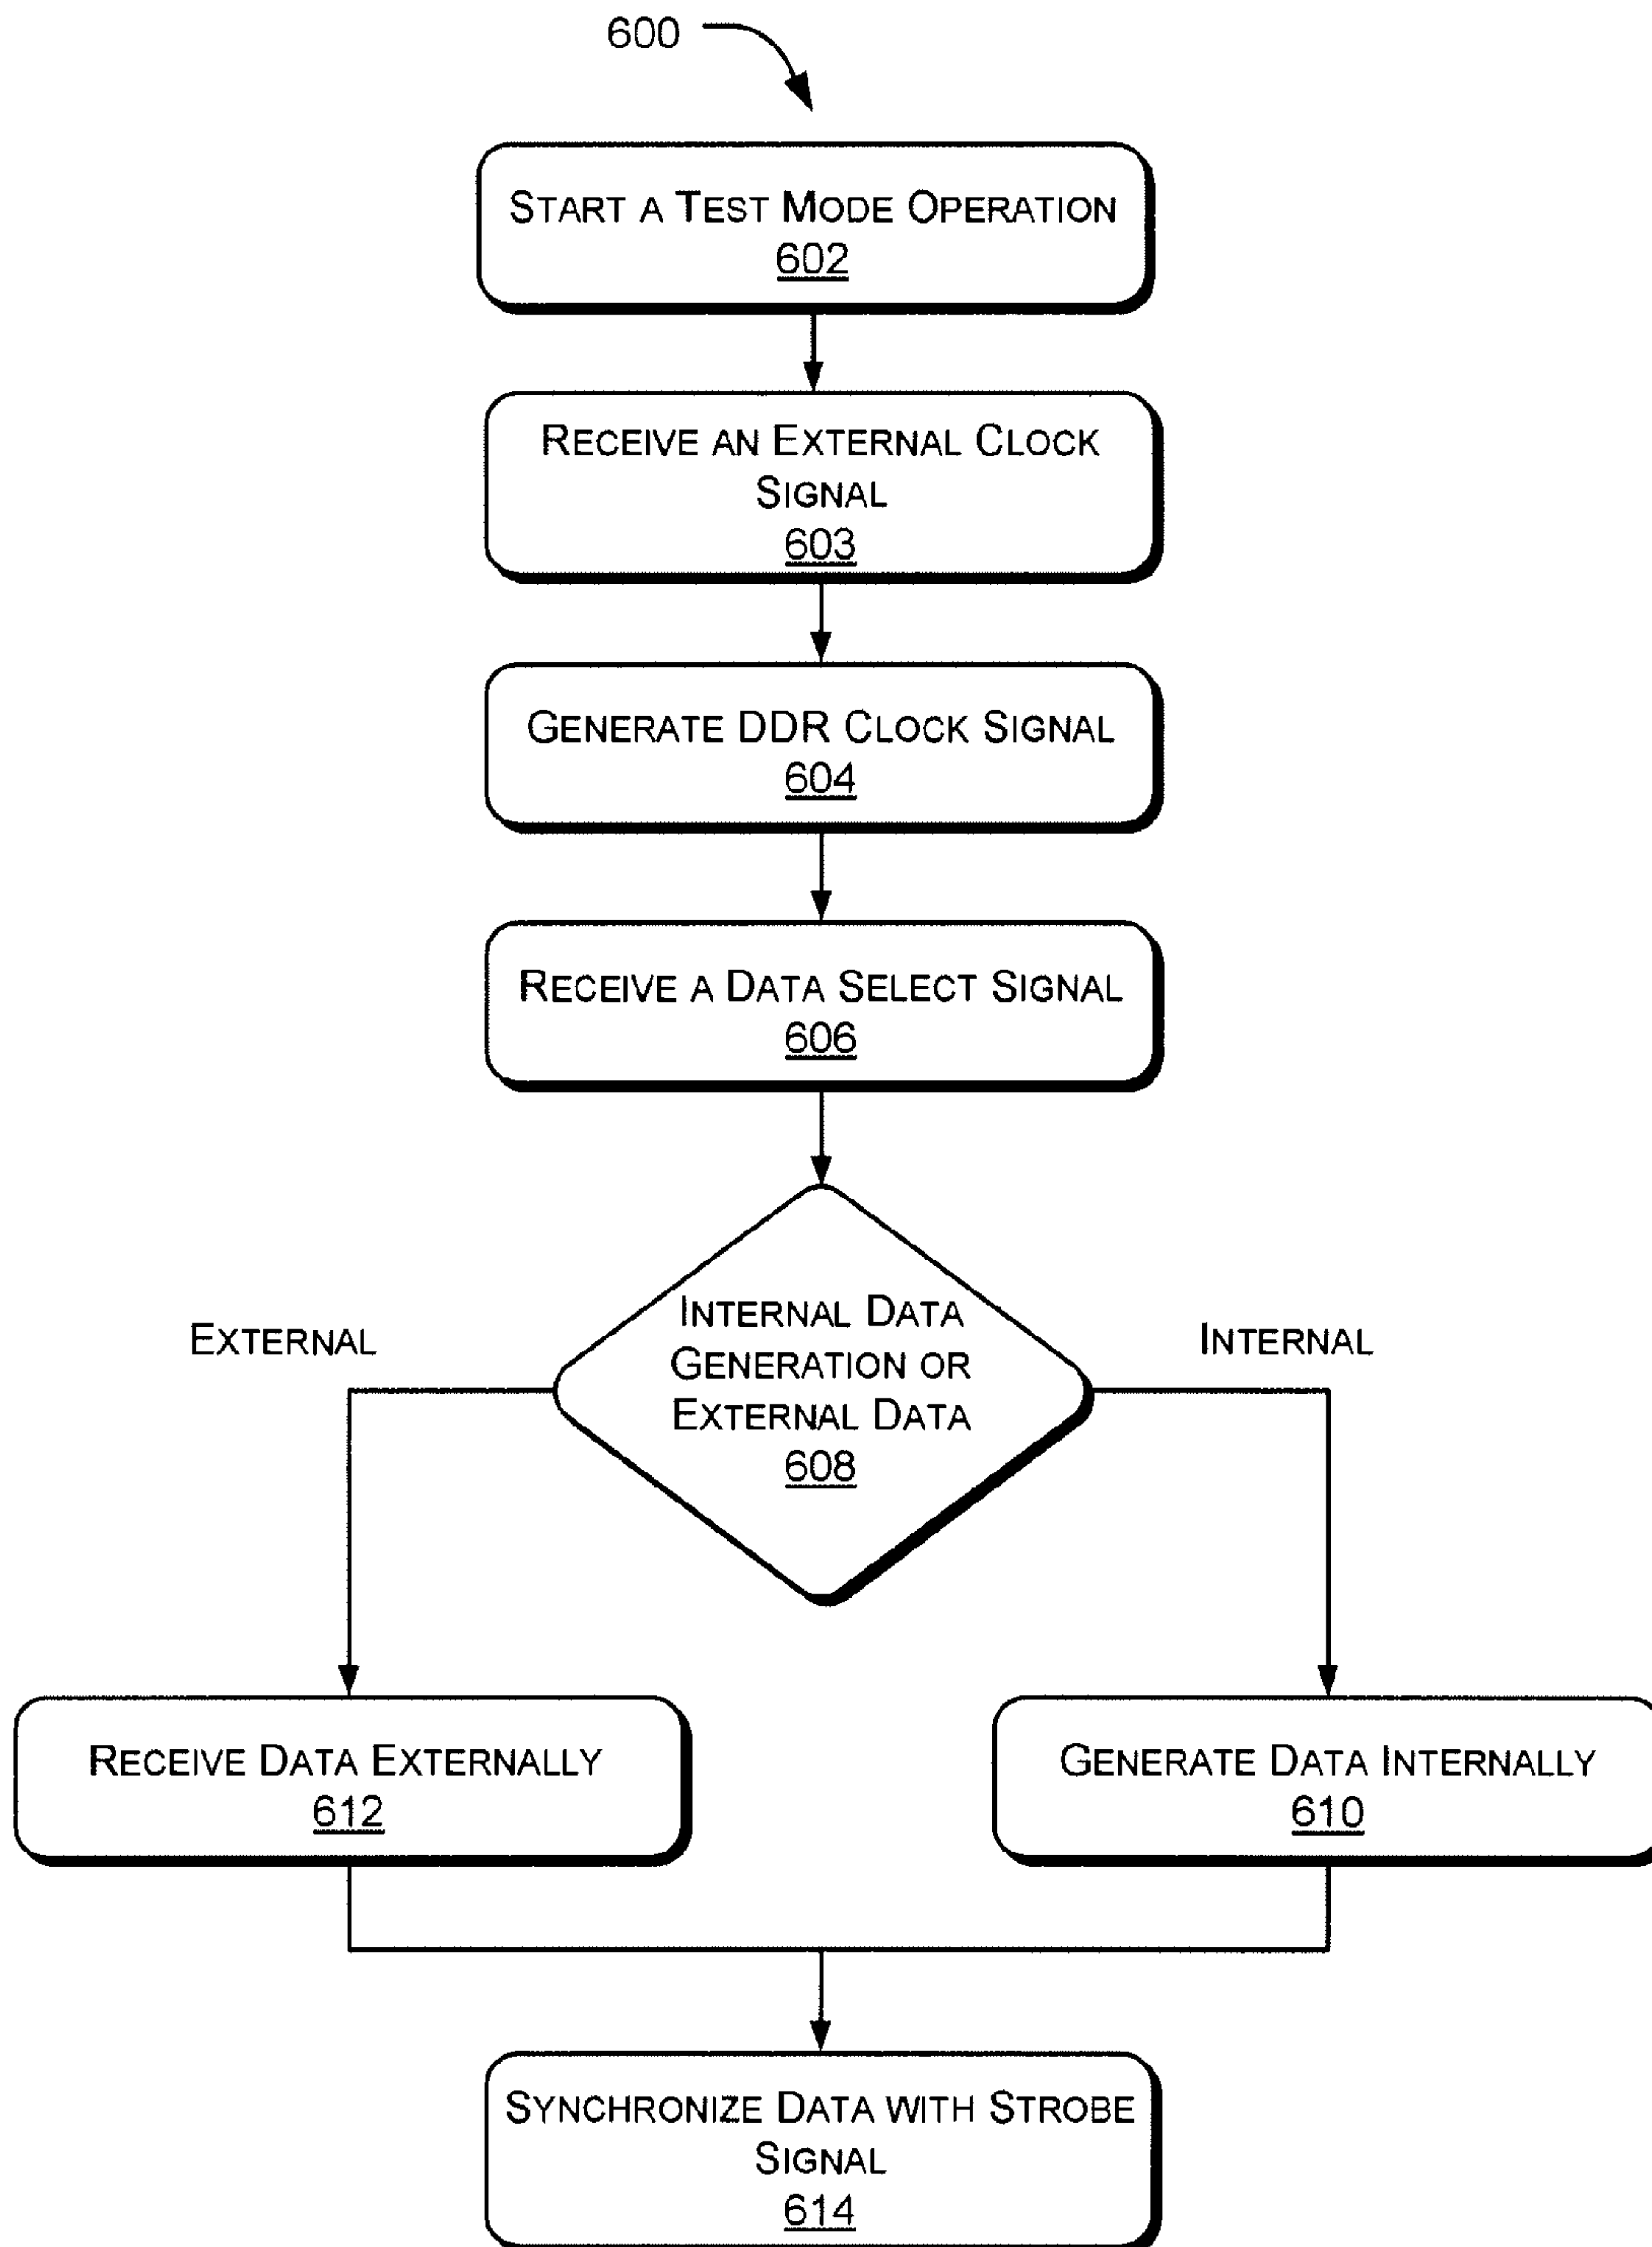 600
START A TEST MODE OPERATION
602
RECEIVE AN EXTERNAL CLOCK
SIGNAL
603
GENERATE DDR CLOCK SIGNAL
604
RECEIVE A DATA SELECT SIGNAL
606
INTERNAL DATA
GENERATION OR
EXTERNAL DATA
608
EXTERNAL
INTERNAL
RECEIVE DATA EXTERNALLY
612
GENERATE DATA INTERNALLY
610
SYNCHRONIZE DATA WITH STROBE
SIGNAL
614